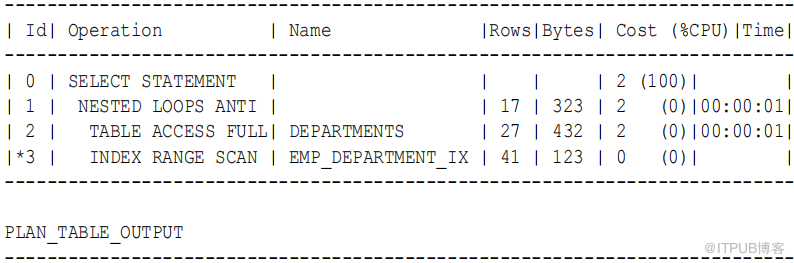 --------------------------------------------------------------------------
| Id| Operation          | Name              |Rows|Bytes| Cost (%CPU)|Time|
--------------------------------------------------------------------------
| 0 | SELECT STATEMENT   |                   |    |     | 2 (100)|        |
| 1 |  NESTED LOOPS ANTI |                   | 17 | 323 | 2   (0)|00:00:01|
| 2 |   TABLE ACCESS FULL| DEPARTMENTS       | 27 | 432 | 2   (0)|00:00:01|
|*3 |   INDEX RANGE SCAN | EMP_DEPARTMENT_IX | 41 | 123 | 0   (0)|        |
--------------------------------------------------------------------------
PLAN_TABLE_OUTPUT
@ITPUB博客
--------------------------------------------------------------------------